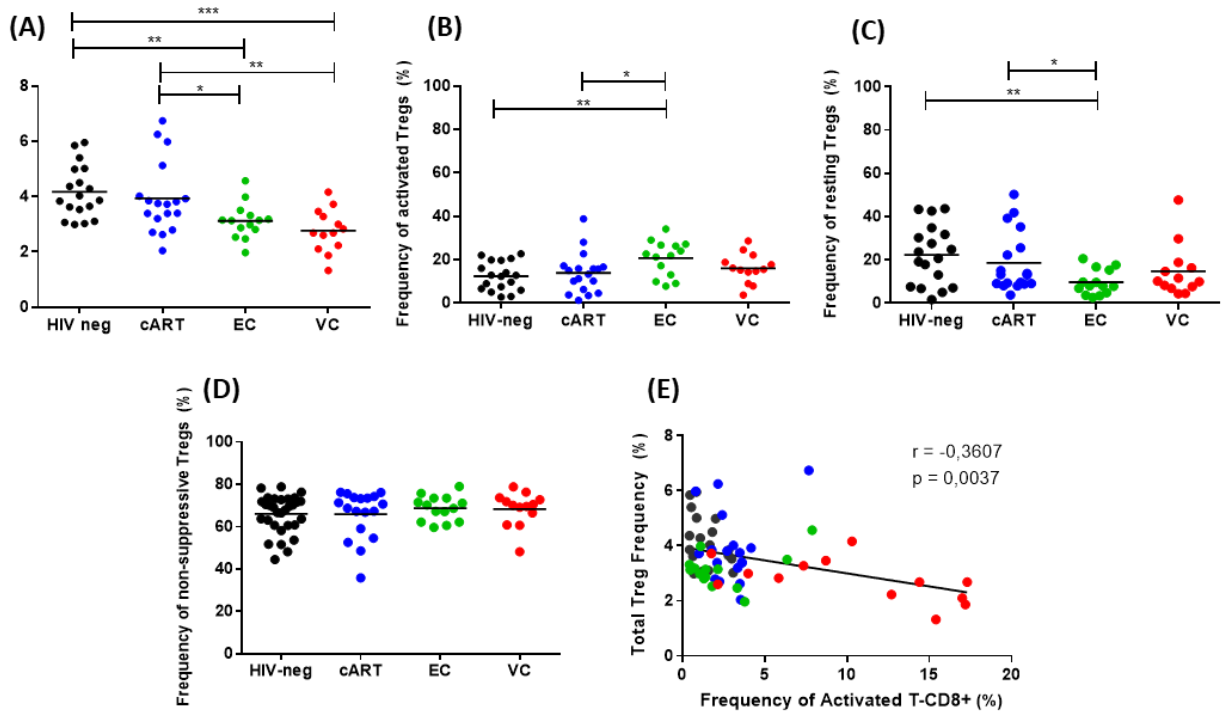 (A)
***
**
**
*
8
6
4
2
0
HIV neg cART EC VC
(B)
*
**
Frequency of activated Tregs (%)
100
80
60
40
20
0
HIV-neg cART EC VC
(C)
*
**
Frequency of resting Tregs (%)
100
80
60
40
20
0
HIV-neg cART EC VC
(D)
Frequency of non-suppressive Tregs (%)
100
80
60
40
20
0
HIV-neg cART EC VC
(E)
Total Treg Frequency (%)
8
6
4
2
0
r = -0,3607
p = 0,0037
0 5 10 15 20
Frequency of Activated T-CD8+ (%)